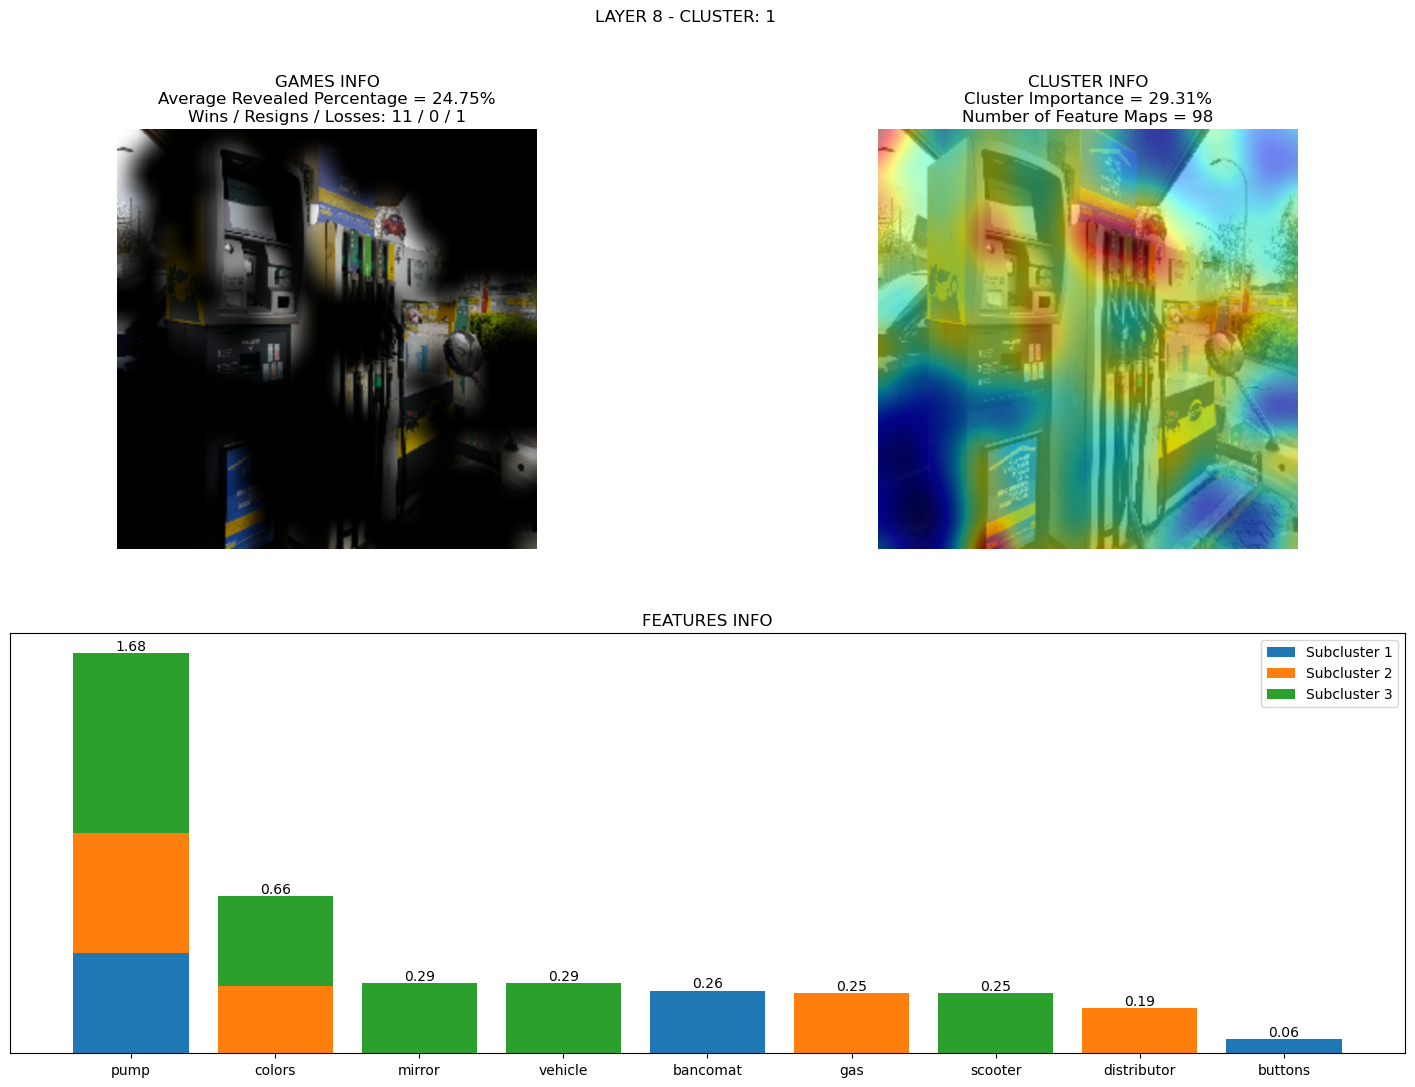 LAYER 8 - CLUSTER: 1
GAMES INFO
Average Revealed Percentage = 24.75%
Wins / Resigns / Losses: 11 / 0 / 1
CLUSTER INFO
Cluster Importance = 29.31%
Number of Feature Maps = 98
FEATURES INFO
Subcluster 1
Subcluster 2
Subcluster 3
1.68
0.66
0.29
0.29
0.26
0.25
0.25
0.19
0.06
pump
colors
mirror
vehicle
bancomat
gas
scooter
distributor
buttons